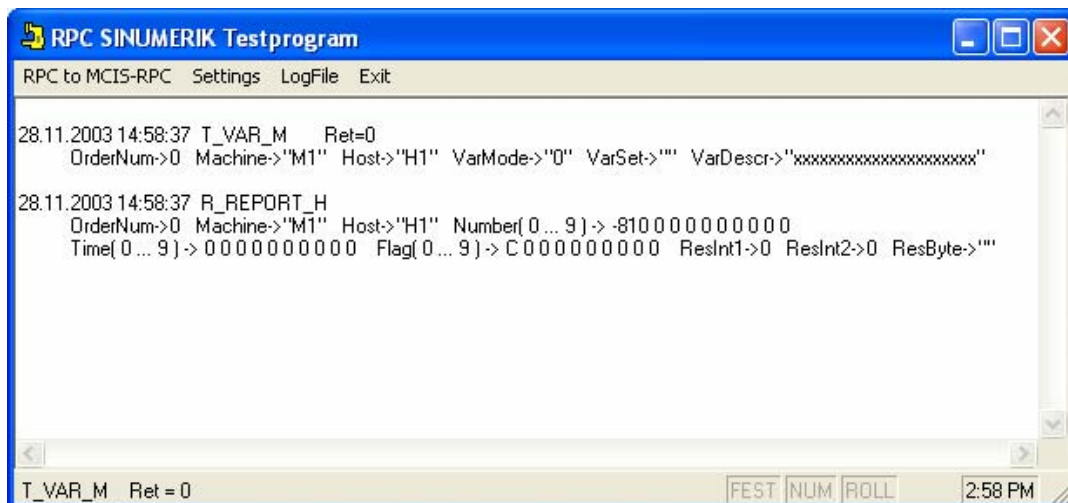 RPC SINUMERIK Testprogram
RPC to MCIS-RPC Settings LogFile Exit
28.11.2003 14:58:37 T_VAR_M Ret=0
OrderNum->0 Machine->"M1" Host->"H1" VarMode->"0" VarSet->"" VarDescr->"xxxxxxxxxxxxxxxxxxxxx"
28.11.2003 14:58:37 R_REPORT_H
OrderNum->0 Machine->"M1" Host->"H1" Number( 0 ... 9 ) -> -810 0 0 0 0 0 0 0 0 0
Time( 0 ... 9 ) -> 0 0 0 0 0 0 0 0 0 0 Flag( 0 ... 9 ) -> C 0 0 0 0 0 0 0 0 0 ResInt1->0 ResInt2->0 ResByte->""
T_VAR_M Ret = 0 FEST NUM ROLL 2:58 PM